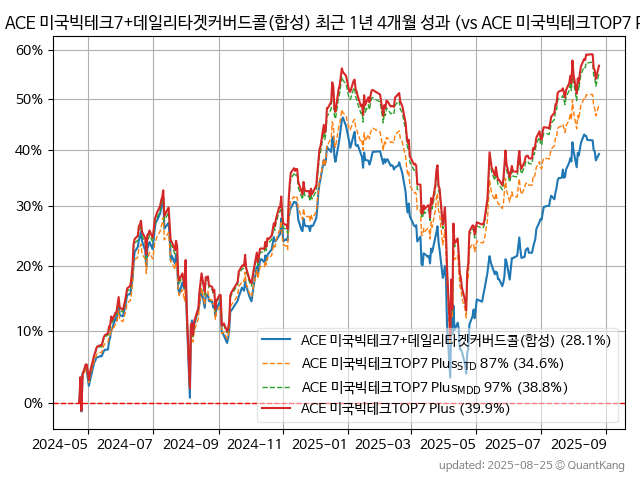 ACE 미국빅테크7+데일리타겟커버드콜(합성) 최근 1년 4개월 성과 (vs ACE 미국빅테크TOP7 P
60%
50%
40%
30%
20%
10%
0%
ACE 미국빅테크7+데일리타겟커버드콜(합성) (28.1%)
ACE 미국빅테크TOP7 PlusSTD 87% (34.6%)
ACE 미국빅테크TOP7 PlusMDD 97% (38.8%)
ACE 미국빅테크TOP7 Plus (39.9%)
2024-05 2024-07 2024-09 2024-11 2025-01 2025-03 2025-05 2025-07 2025-09
updated: 2025-08-25 © QuantKang